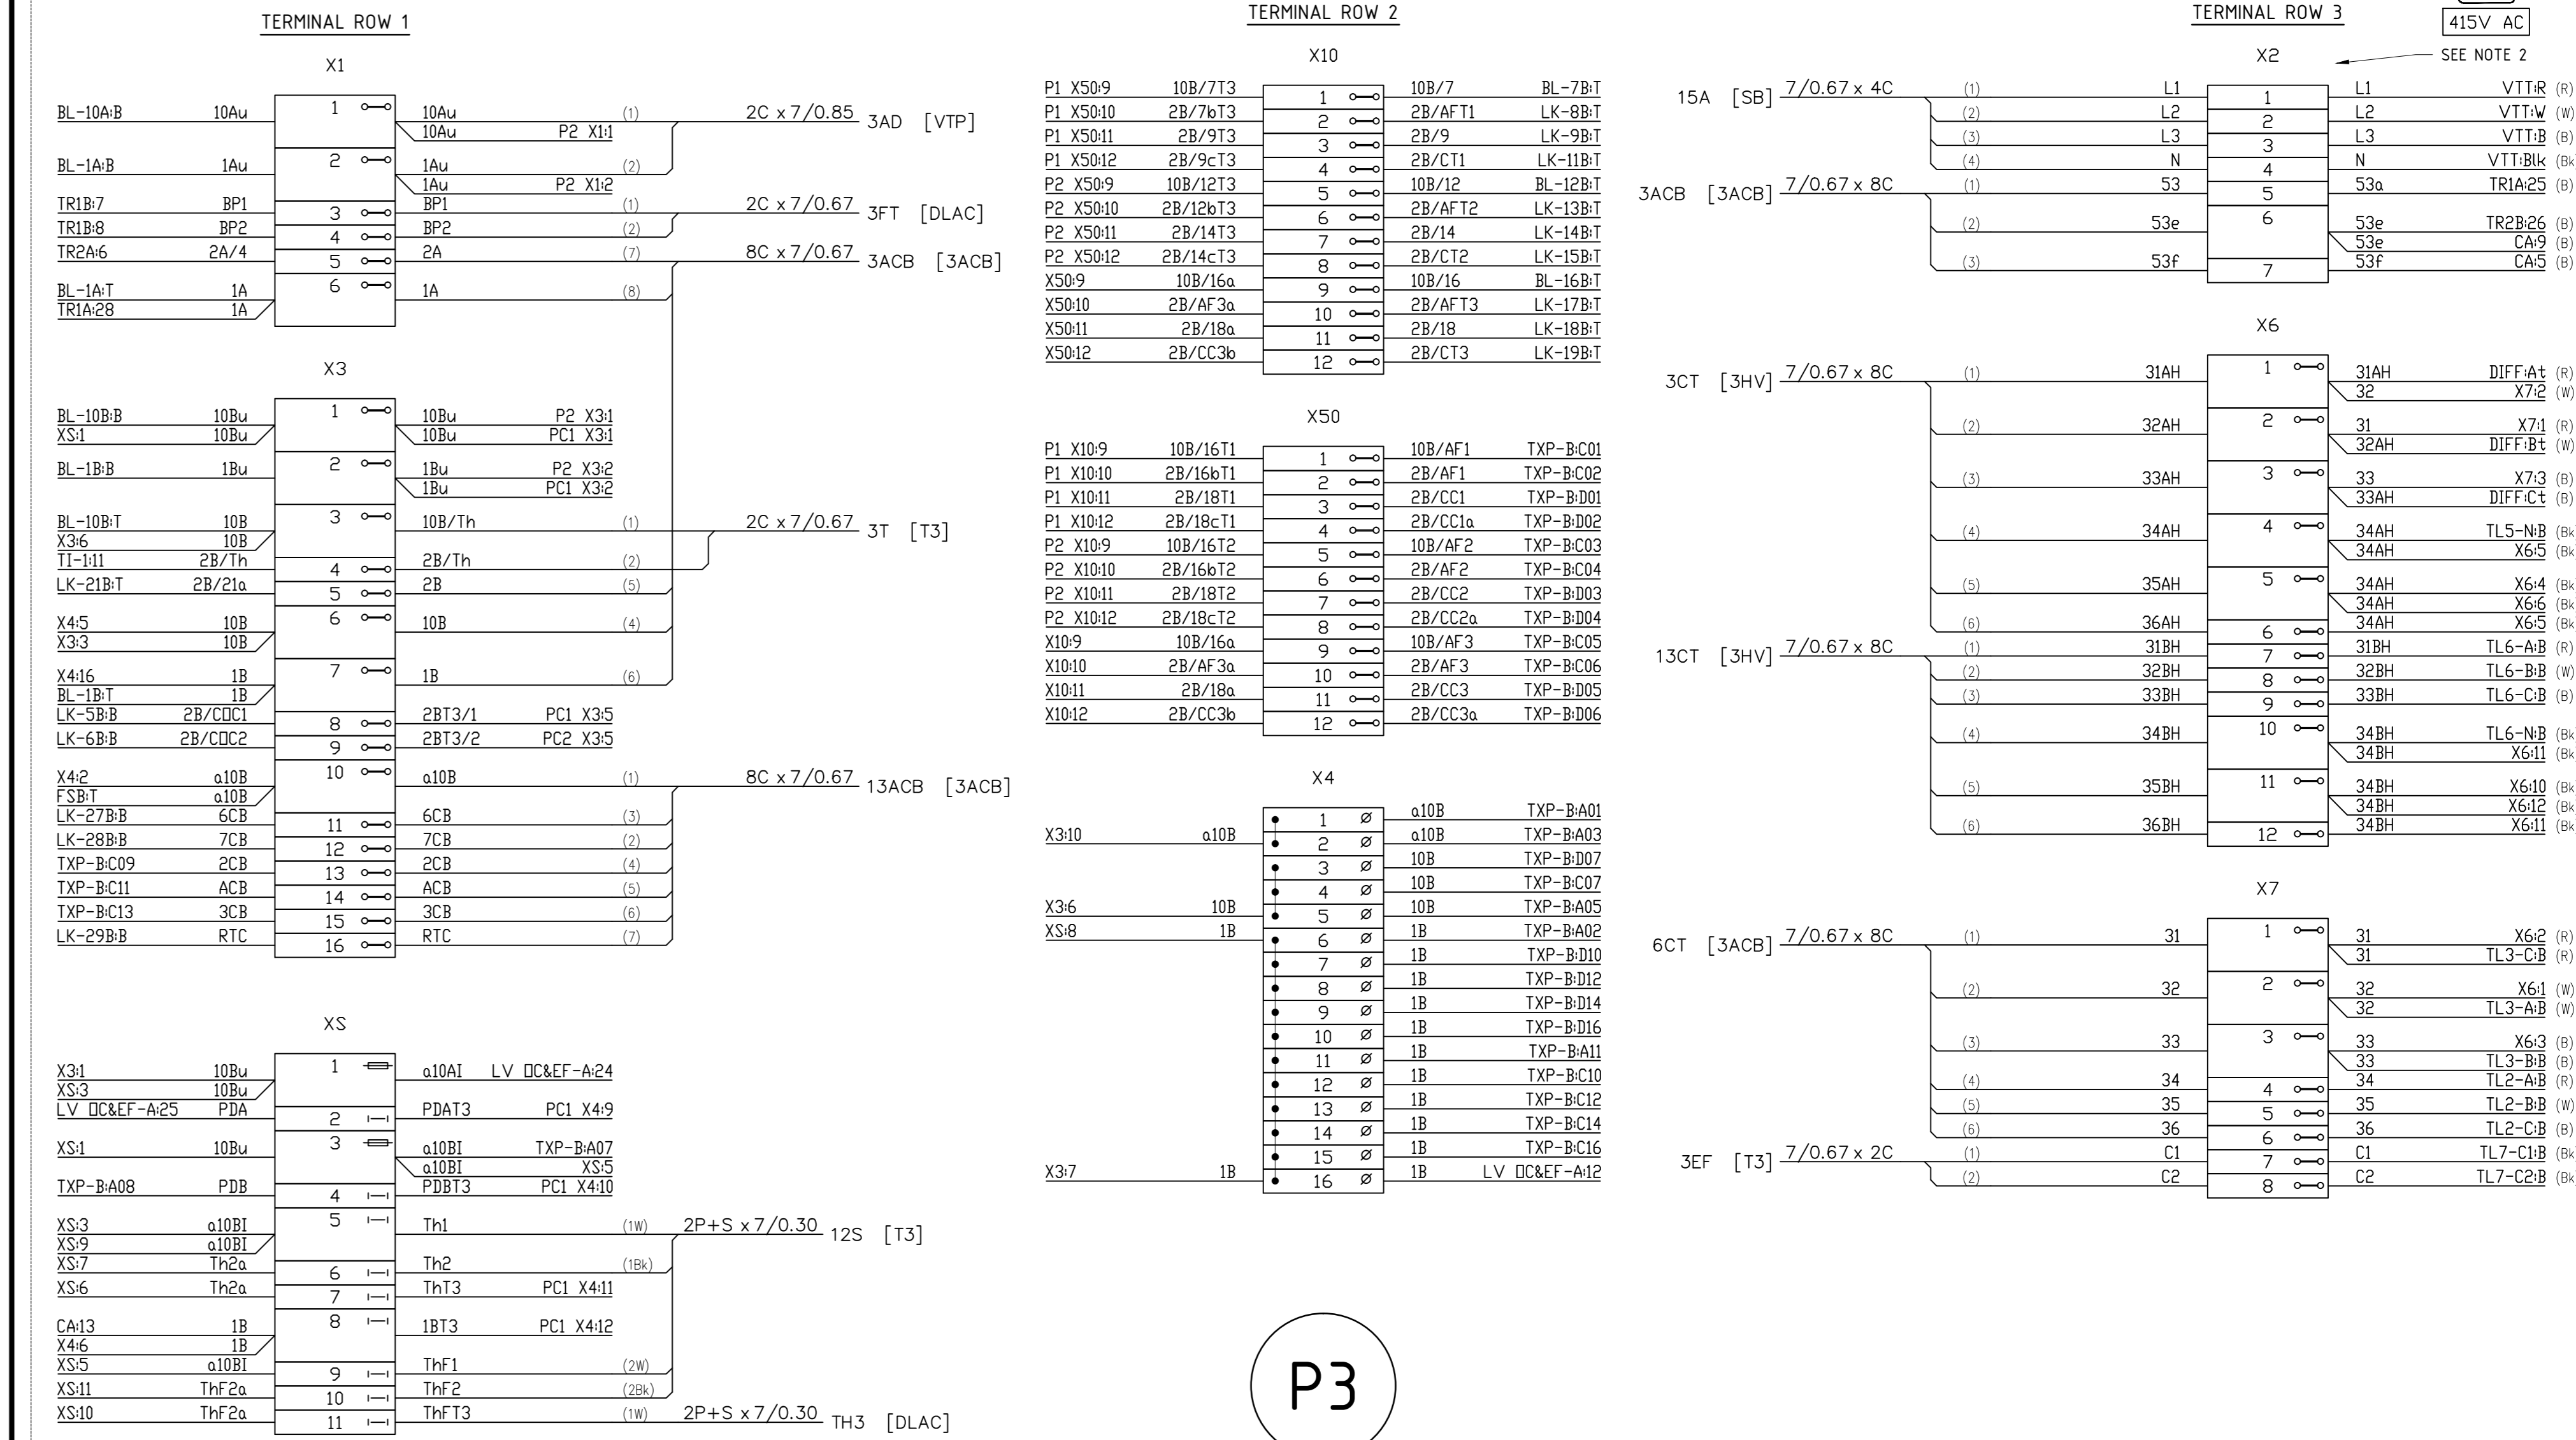 TERMINAL ROW 1
X1
BL-10A:B 10Au 1 10Au (1) 2C x 7/0.85 3AD [VTP]
10Au P2 X1:1
BL-1A:B 1Au 2 1Au (2)
1Au P2 X1:2
TR1B:7 BP1 3 BP1 (1) 2C x 7/0.67 3FT [DLAC]
TR1B:8 BP2 4 BP2 (2)
TR2A:6 2A/4 5 2A (7) 8C x 7/0.67 3ACB [3ACB]
BL-1A:T 1A 6 1A (8)
TR1A:28 1A
X3
BL-10B:B 10Bu 1 10Bu P2 X3:1
XS:1 10Bu 10Bu PC1 X3:1
BL-1B:B 1Bu 2 1Bu P2 X3:2
1Bu PC1 X3:2
BL-10B:T 10B 3 10B/Th (1) 2C x 7/0.67 3T [T3]
X3:6 10B
TI-1:11 2B/Th 4 2B/Th (2)
LK-21B:T 2B/21a 5 2B (5)
X4:5 10B 6 10B (4)
X3:3 10B
X4:16 1B 7 1B (6)
BL-1B:T 1B
LK-5B:B 2B/COC1 8 2BT3/1 PC1 X3:5
LK-6B:B 2B/COC2 9 2BT3/2 PC2 X3:5
X4:2 a10B 10 a10B (1) 8C x 7/0.67 13ACB [3ACB]
FSB:T a10B
LK-27B:B 6CB 11 6CB (3)
LK-28B:B 7CB 12 7CB (2)
TXP-B:C09 2CB 13 2CB (4)
TXP-B:C11 ACB 14 ACB (5)
TXP-B:C13 3CB 15 3CB (6)
LK-29B:B RTC 16 RTC (7)
XS
X3:1 10Bu 1 a10AI LV OC&EF-A:24
XS:3 10Bu
LV OC&EF-A:25 PDA 2 PDAT3 PC1 X4:9
XS:1 10Bu 3 a10BI TXP-B:A07
a10BI XS:5
TXP-B:A08 PDB 4 PDBT3 PC1 X4:10
XS:3 a10BI 5 Th1 (1W) 2P+S x 7/0.30 12S [T3]
XS:9 a10BI
XS:7 Th2a 6 Th2 (1Bk)
XS:6 Th2a 7 ThT3 PC1 X4:11
CA:13 1B 8 1BT3 PC1 X4:12
X4:6 1B
XS:5 a10BI 9 ThF1 (2W)
XS:11 ThF2a 10 ThF2 (2Bk)
XS:10 ThF2a 11 ThFT3 (1W) 2P+S x 7/0.30 TH3 [DLAC]
TERMINAL ROW 2
X10
P1 X50:9 10B/7T3 1 10B/7 BL-7B:T
P1 X50:10 2B/7bT3 2 2B/AFT1 LK-8B:T
P1 X50:11 2B/9T3 3 2B/9 LK-9B:T
P1 X50:12 2B/9cT3 4 2B/CT1 LK-11B:T
P2 X50:9 10B/12T3 5 10B/12 BL-12B:T
P2 X50:10 2B/12bT3 6 2B/AFT2 LK-13B:T
P2 X50:11 2B/14T3 7 2B/14 LK-14B:T
P2 X50:12 2B/14cT3 8 2B/CT2 LK-15B:T
X50:9 10B/16a 9 10B/16 BL-16B:T
X50:10 2B/AF3a 10 2B/AFT3 LK-17B:T
X50:11 2B/18a 11 2B/18 LK-18B:T
X50:12 2B/CC3b 12 2B/CT3 LK-19B:T
X50
P1 X10:9 10B/16T1 1 10B/AF1 TXP-B:C01
P1 X10:10 2B/16bT1 2 2B/AF1 TXP-B:C02
P1 X10:11 2B/18T1 3 2B/CC1 TXP-B:D01
P1 X10:12 2B/18cT1 4 2B/CC1a TXP-B:D02
P2 X10:9 10B/16T2 5 10B/AF2 TXP-B:C03
P2 X10:10 2B/16bT2 6 2B/AF2 TXP-B:C04
P2 X10:11 2B/18T2 7 2B/CC2 TXP-B:D03
P2 X10:12 2B/18cT2 8 2B/CC2a TXP-B:D04
X10:9 10B/16a 9 10B/AF3 TXP-B:C05
X10:10 2B/AF3a 10 2B/AF3 TXP-B:C06
X10:11 2B/18a 11 2B/CC3 TXP-B:D05
X10:12 2B/CC3b 12 2B/CC3a TXP-B:D06
X4
1 a10B TXP-B:A01
X3:10 a10B 2 a10B TXP-B:A03
3 10B TXP-B:D07
4 10B TXP-B:C07
X3:6 10B 5 10B TXP-B:A05
XS:8 1B 6 1B TXP-B:A02
7 1B TXP-B:D10
8 1B TXP-B:D12
9 1B TXP-B:D14
10 1B TXP-B:D16
11 1B TXP-B:A11
12 1B TXP-B:C10
13 1B TXP-B:C12
14 1B TXP-B:C14
15 1B TXP-B:C16
X3:7 1B 16 1B LV OC&EF-A:12
P3
TERMINAL ROW 3
415V AC
X2
SEE NOTE 2
15A [SB] 7/0.67 x 4C (1) L1 1 L1 VTT:R (R)
(2) L2 2 L2 VTT:W (W)
(3) L3 3 L3 VTT:B (B)
(4) N 4 N VTT:Blk (Bk
3ACB [3ACB] 7/0.67 x 8C (1) 53 5 53a TR1A:25 (B)
(2) 53e 6 53e TR2B:26 (B)
53e CA:9 (B)
(3) 53f 7 53f CA:5 (B)
X6
3CT [3HV] 7/0.67 x 8C (1) 31AH 1 31AH DIFF:At (R)
32 X7:2 (W)
(2) 32AH 2 31 X7:1 (R)
32AH DIFF:Bt (W)
(3) 33AH 3 33 X7:3 (B)
33AH DIFF:Ct (B)
(4) 34AH 4 34AH TL5-N:B (Bk
34AH X6:5 (Bk
(5) 35AH 5 34AH X6:4 (Bk
34AH X6:6 (Bk
(6) 36AH 6 34AH X6:5 (Bk
13CT [3HV] 7/0.67 x 8C (1) 31BH 7 31BH TL6-A:B (R)
(2) 32BH 8 32BH TL6-B:B (W)
(3) 33BH 9 33BH TL6-C:B (B)
(4) 34BH 10 34BH TL6-N:B (Bk
34BH X6:11 (Bk
(5) 35BH 11 34BH X6:10 (Bk
34BH X6:12 (Bk
(6) 36BH 12 34BH X6:11 (Bk
X7
6CT [3ACB] 7/0.67 x 8C (1) 31 1 31 X6:2 (R)
31 TL3-C:B (R)
(2) 32 2 32 X6:1 (W)
32 TL3-A:B (W)
(3) 33 3 33 X6:3 (B)
33 TL3-B:B (B)
(4) 34 4 34 TL2-A:B (R)
(5) 35 5 35 TL2-B:B (W)
(6) 36 6 36 TL2-C:B (B)
3EF [T3] 7/0.67 x 2C (1) C1 7 C1 TL7-C1:B (Bk
(2) C2 8 C2 TL7-C2:B (Bk